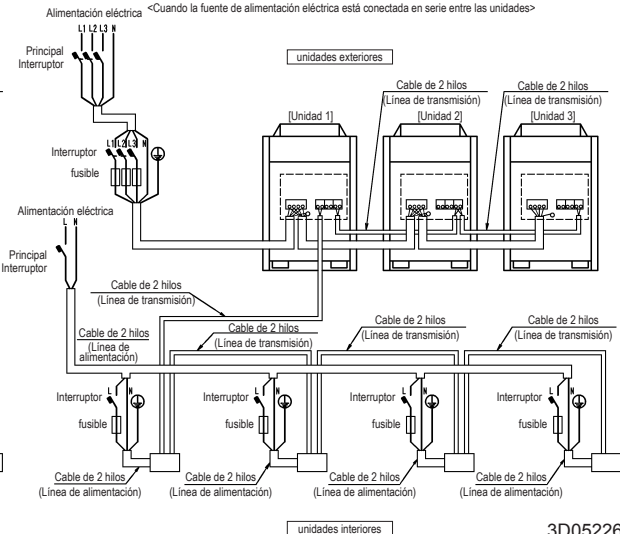 <Cuando la fuente de alimentación eléctrica está conectada en serie entre las unidades>
Alimentación eléctrica
L1 L2 L3 N
Principal
Interruptor
unidades exteriores
Cable de 2 hilos
(Línea de transmisión)
Cable de 2 hilos
(Línea de transmisión)
[Unidad 1]
[Unidad 2]
[Unidad 3]
L1 L2 L3 N
Interruptor
fusible
Alimentación eléctrica
L N
Principal
Interruptor
Cable de 2 hilos
(Línea de transmisión)
Cable de 2 hilos
(Línea de
alimentación)
Cable de 2 hilos
(Línea de transmisión)
Cable de 2 hilos
(Línea de transmisión)
Cable de 2 hilos
(Línea de transmisión)
L N
Interruptor
fusible
L N
Interruptor
fusible
L N
Interruptor
fusible
L N
Interruptor
fusible
Cable de 2 hilos
(Línea de alimentación)
Cable de 2 hilos
(Línea de alimentación)
Cable de 2 hilos
(Línea de alimentación)
Cable de 2 hilos
(Línea de alimentación)
unidades interiores
3D05226